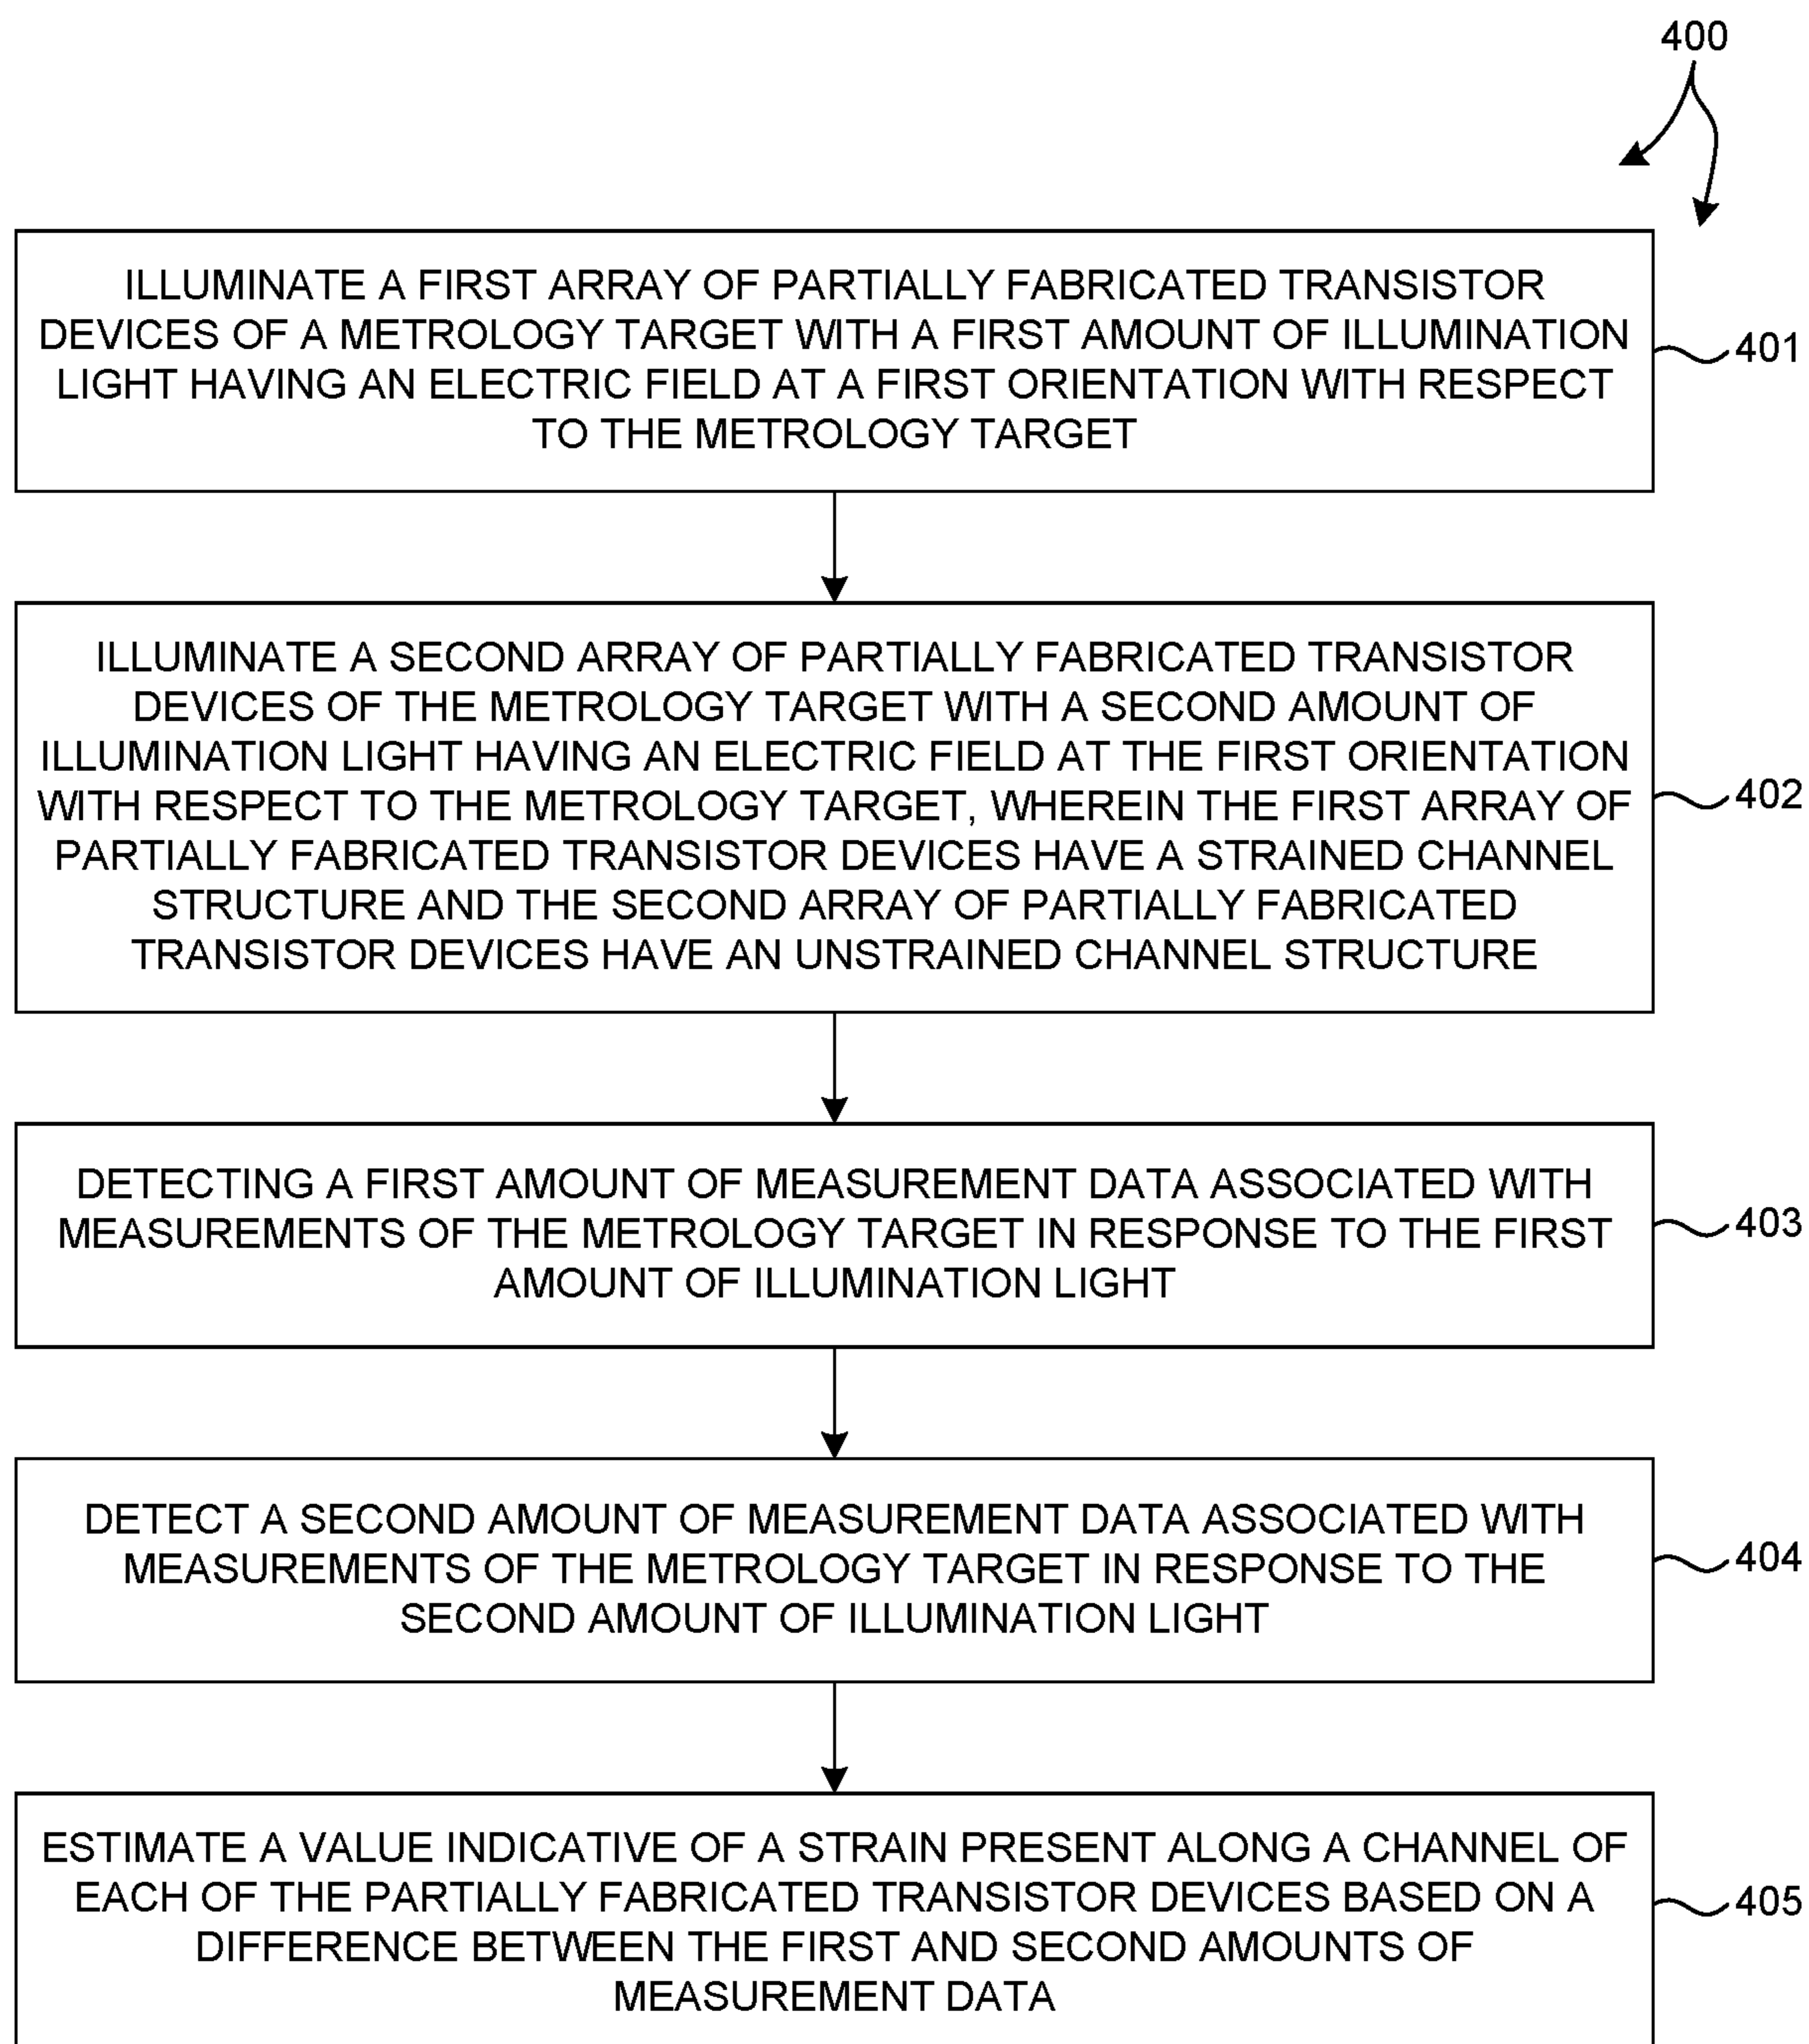 400
ILLUMINATE A FIRST ARRAY OF PARTIALLY FABRICATED TRANSISTOR
DEVICES OF A METROLOGY TARGET WITH A FIRST AMOUNT OF ILLUMINATION
LIGHT HAVING AN ELECTRIC FIELD AT A FIRST ORIENTATION WITH RESPECT
TO THE METROLOGY TARGET
401
ILLUMINATE A SECOND ARRAY OF PARTIALLY FABRICATED TRANSISTOR
DEVICES OF THE METROLOGY TARGET WITH A SECOND AMOUNT OF
ILLUMINATION LIGHT HAVING AN ELECTRIC FIELD AT THE FIRST ORIENTATION
WITH RESPECT TO THE METROLOGY TARGET, WHEREIN THE FIRST ARRAY OF
PARTIALLY FABRICATED TRANSISTOR DEVICES HAVE A STRAINED CHANNEL
STRUCTURE AND THE SECOND ARRAY OF PARTIALLY FABRICATED
TRANSISTOR DEVICES HAVE AN UNSTRAINED CHANNEL STRUCTURE
402
DETECTING A FIRST AMOUNT OF MEASUREMENT DATA ASSOCIATED WITH
MEASUREMENTS OF THE METROLOGY TARGET IN RESPONSE TO THE FIRST
AMOUNT OF ILLUMINATION LIGHT
403
DETECT A SECOND AMOUNT OF MEASUREMENT DATA ASSOCIATED WITH
MEASUREMENTS OF THE METROLOGY TARGET IN RESPONSE TO THE
SECOND AMOUNT OF ILLUMINATION LIGHT
404
ESTIMATE A VALUE INDICATIVE OF A STRAIN PRESENT ALONG A CHANNEL OF
EACH OF THE PARTIALLY FABRICATED TRANSISTOR DEVICES BASED ON A
DIFFERENCE BETWEEN THE FIRST AND SECOND AMOUNTS OF
MEASUREMENT DATA
405